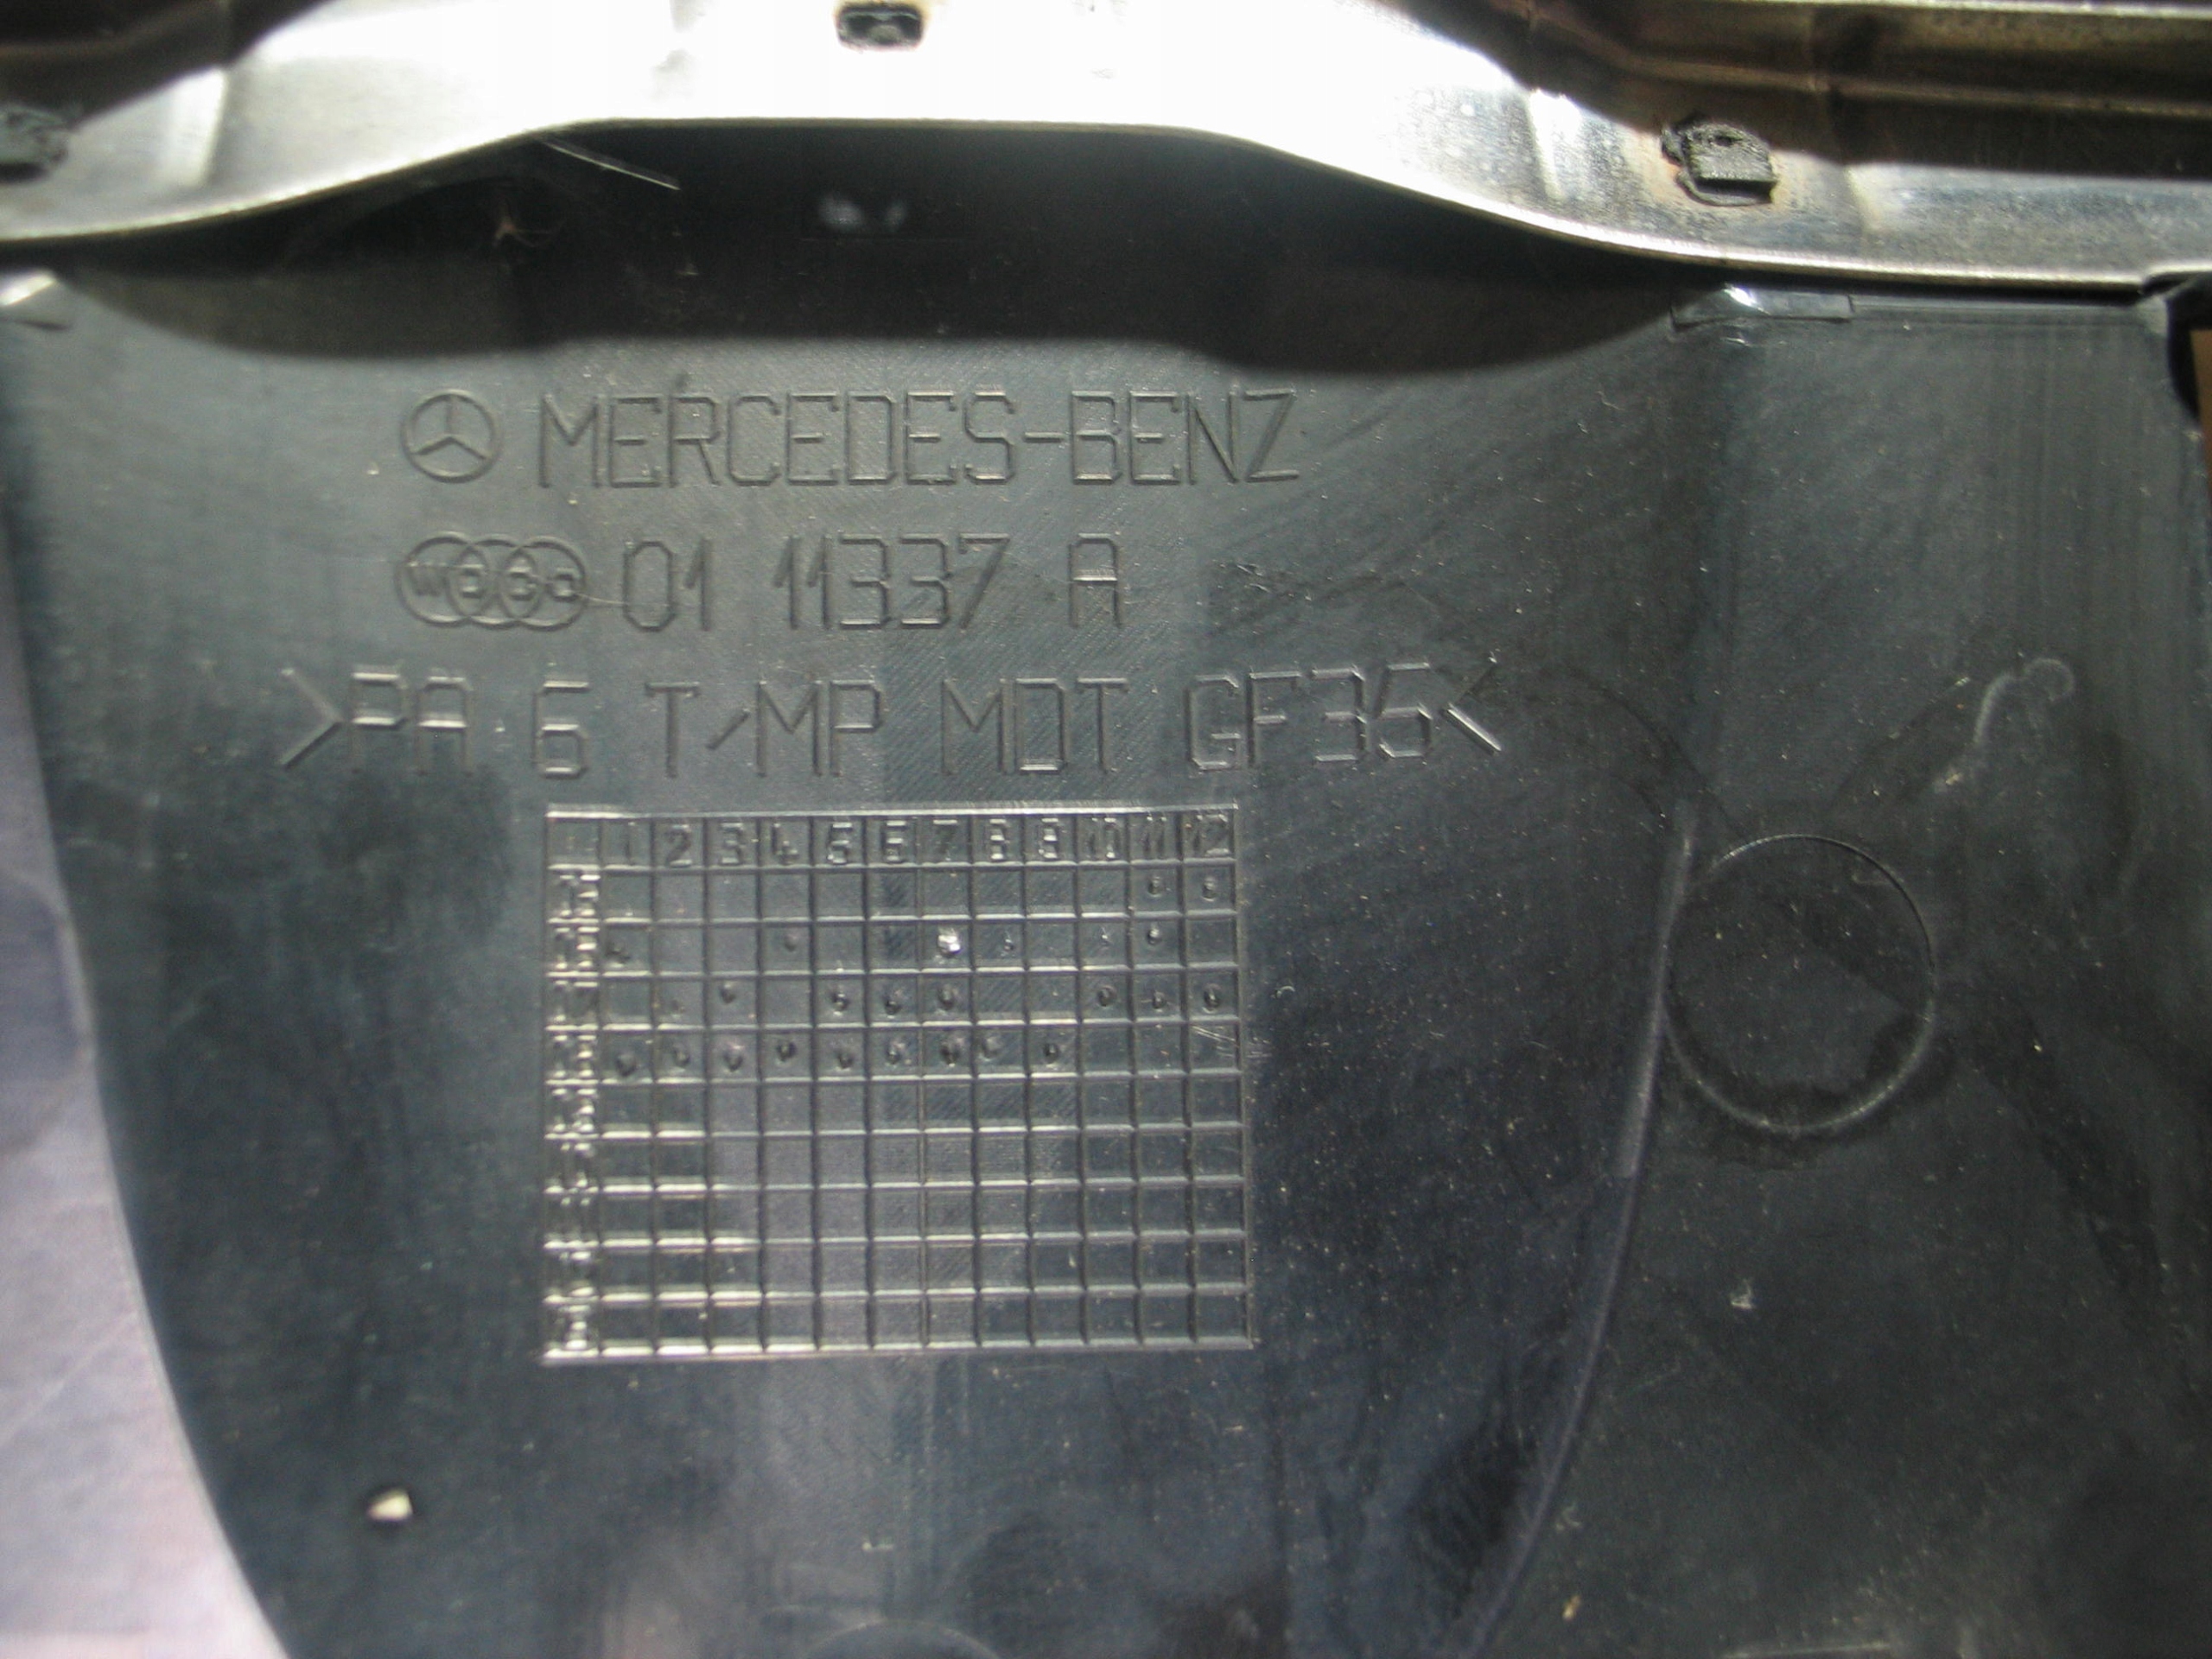 MERCEDES-BENZ
01 11337 A
>PA 6 T/MP MDT GF35<
1 2 3 4 5 6 7 8 9 10 11 12